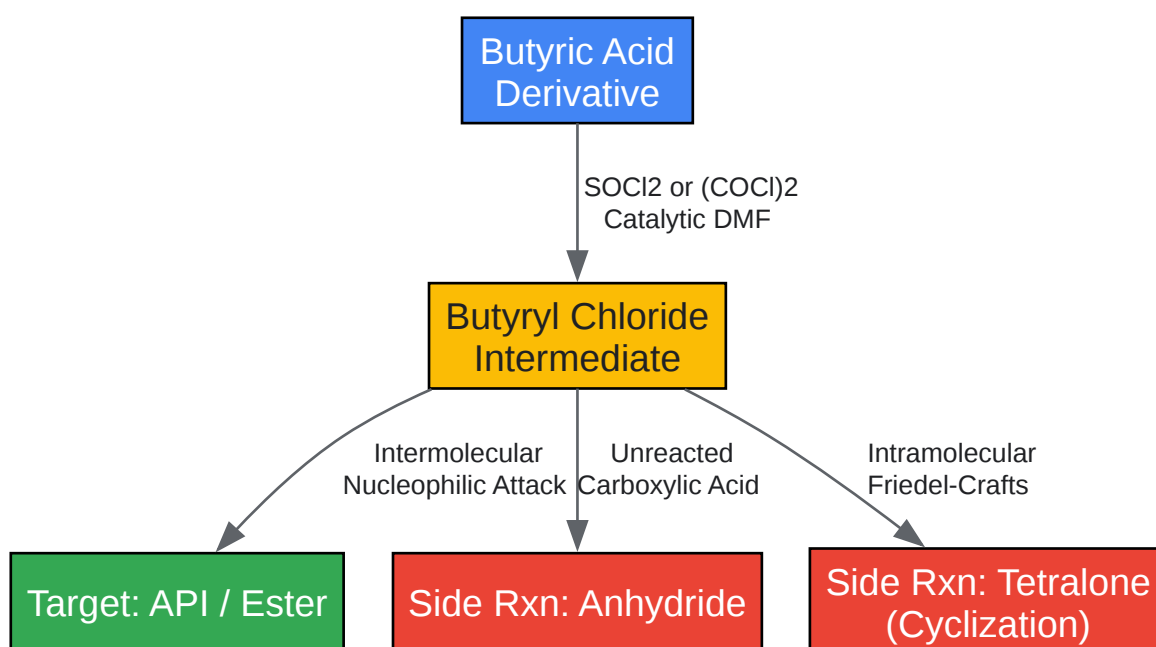 Butyric Acid
Derivative
SOCl2 or (COCl)2
Catalytic DMF
Butyryl Chloride
Intermediate
Intermolecular
Nucleophilic Attack
Unreacted
Carboxylic Acid
Intramolecular
Friedel-Crafts
Target: API / Ester
Side Rxn: Anhydride
Side Rxn: Tetralone
(Cyclization)